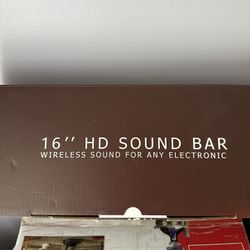 16'' HD SOUND BAR
WIRELESS SOUND FOR ANY ELECTRONIC